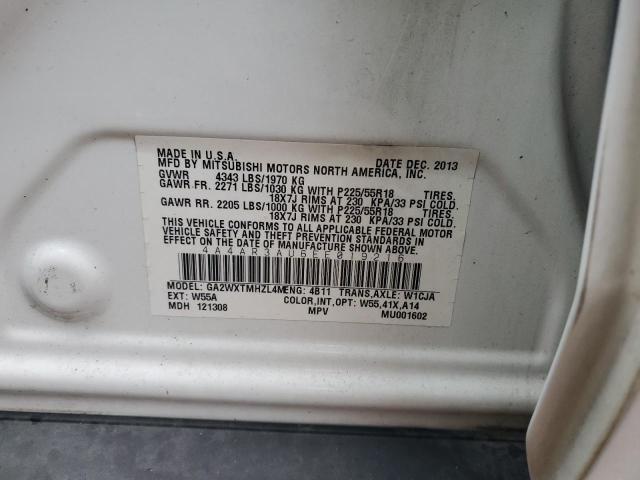 MADE IN U.S.A. DATE DEC. 2013
MFD BY MITSUBISHI MOTORS NORTH AMERICA, INC.
GVWR 4343 LBS/1970 KG
GAWR FR. 2271 LBS/1030 KG WITH P225/55R18 TIRES.
18X7J RIMS AT 230 KPA/33 PSI COLD.
GAWR RR. 2205 LBS/1000 KG WITH P225/55R18 TIRES.
18X7J RIMS AT 230 KPA/33 PSI COLD.
THIS VEHICLE CONFORMS TO ALL APPLICABLE FEDERAL MOTOR
VEHICLE SAFETY AND THEFT PREVENTION STANDARDS IN
EFFECT ON THE DATE OF MANUFACTURE SHOWN ABOVE.
4A4AR3AU6EE019216
MODEL: GA2WXTMHZL4M ENG: 4B11 TRANS,AXLE: W1CJA
EXT: W55A COLOR,INT,OPT: W55,41X,A14
MDH 121308 MPV MU001602